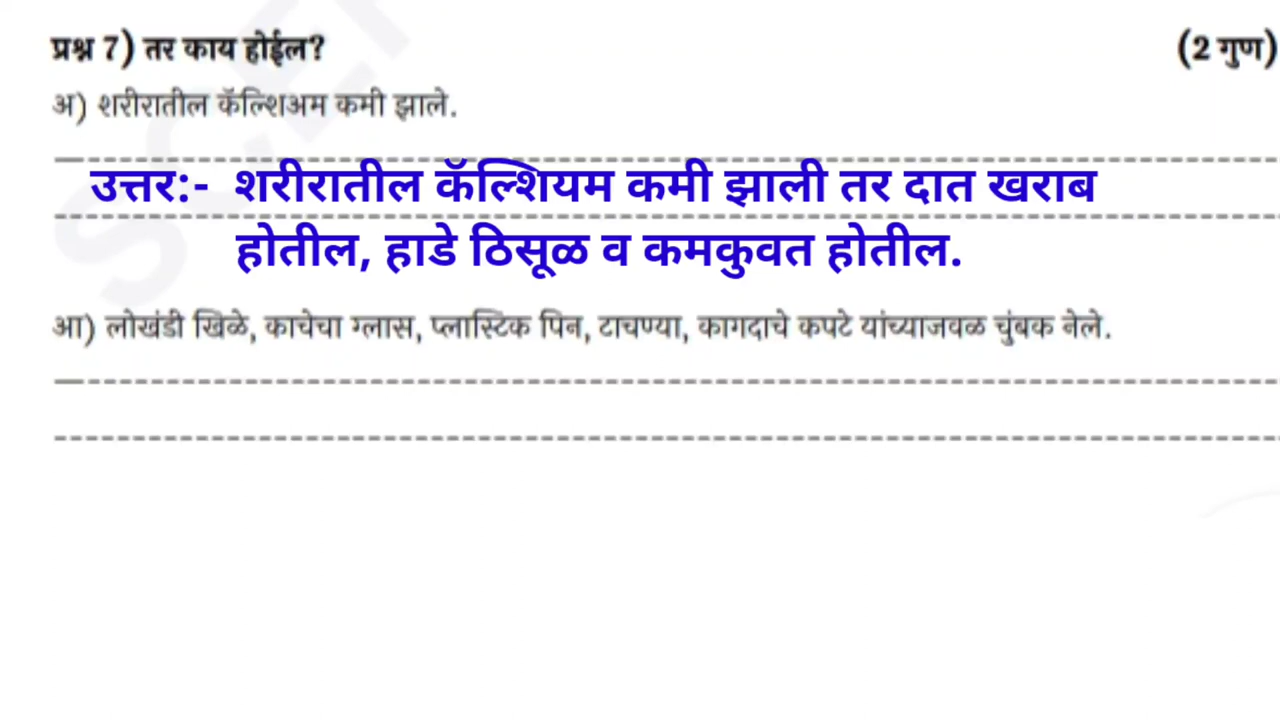 प्रश्न 7) तर काय होईल? (2 गुण)
अ) शरीरातील कॅल्शिअम कमी झाले.
उत्तर:- शरीरातील कॅल्शियम कमी झाली तर दात खराब
होतील, हाडे ठिसूळ व कमकुवत होतील.
आ) लोखंडी खिळे, काचेचा ग्लास, प्लास्टिक पिन, टाचण्या, कागदाचे कपटे यांच्याजवळ चुंबक नेले.